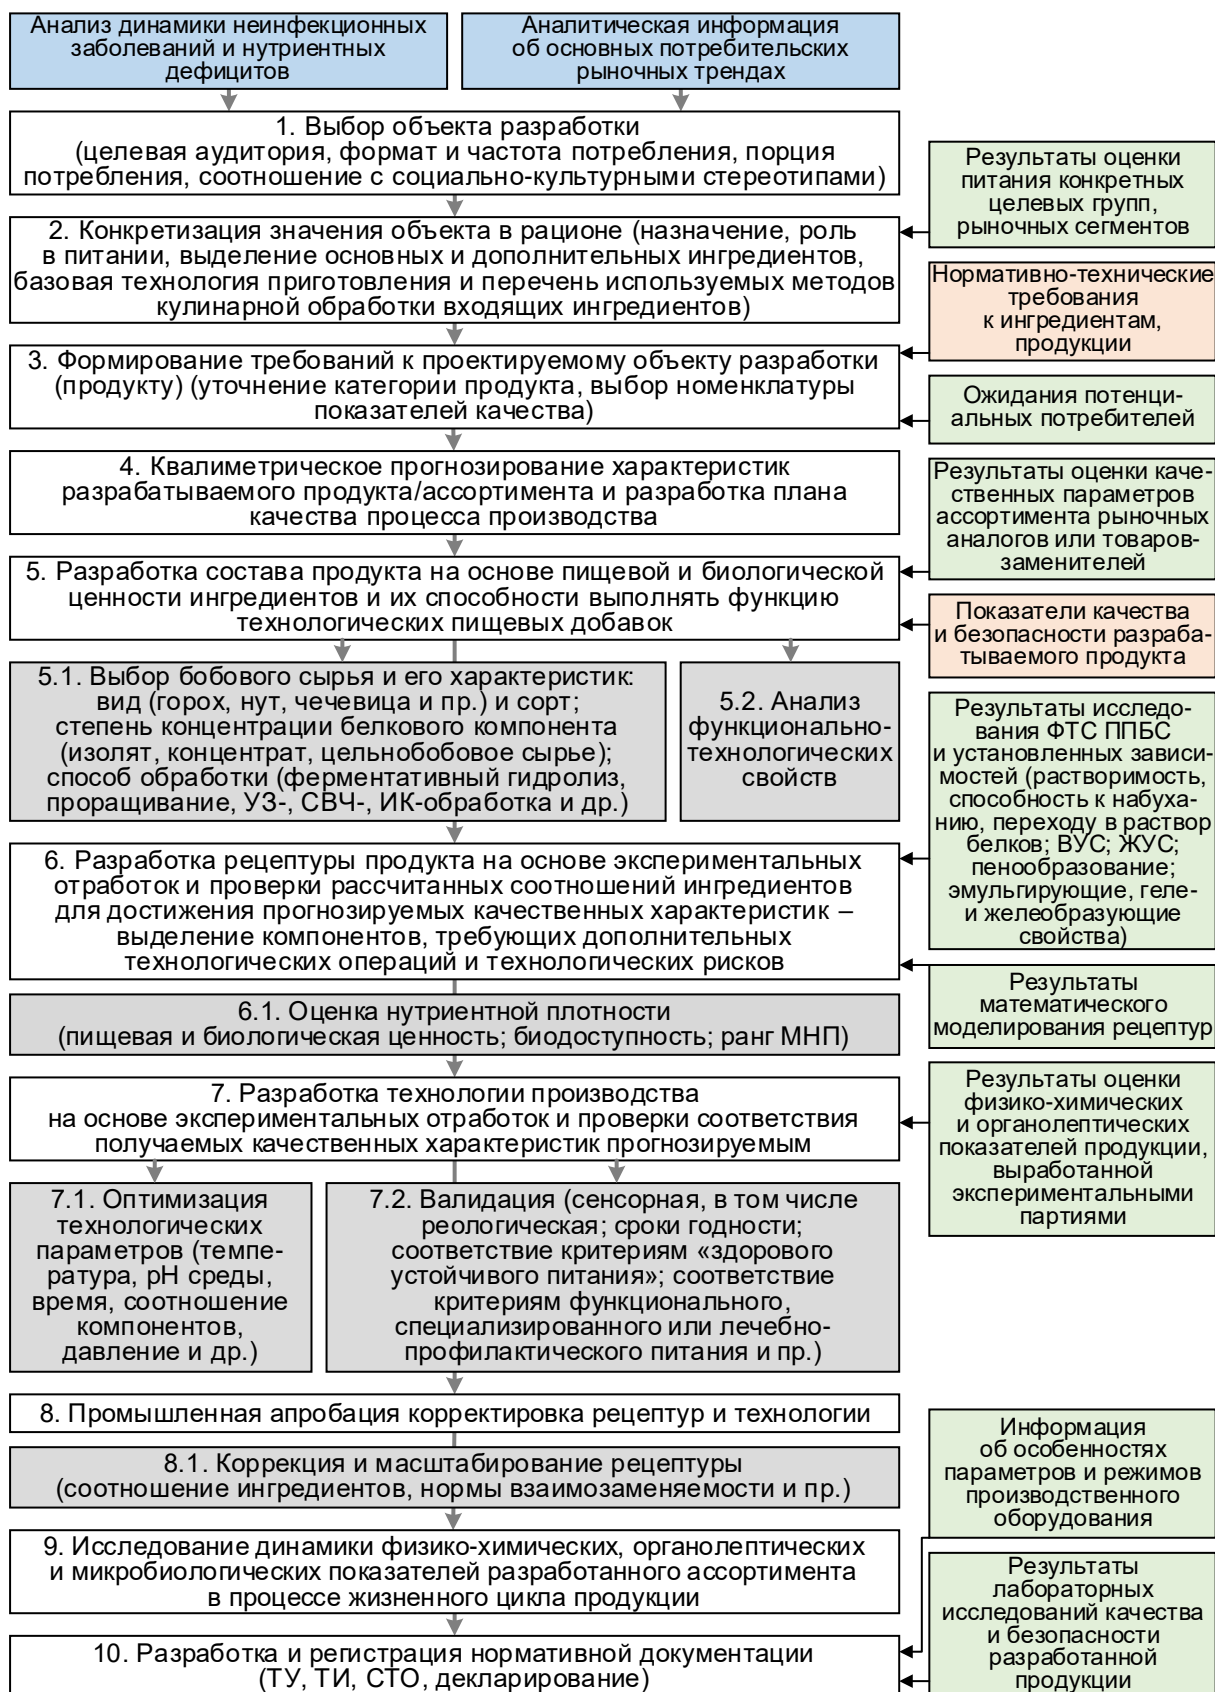 Анализ динамики неинфекционных
заболеваний и нутриентных
дефицитов
Аналитическая информация
об основных потребительских
рыночных трендах
1. Выбор объекта разработки
(целевая аудитория, формат и частота потребления, порция
потребления, соотношение с социально-культурными стереотипами)
Результаты оценки
питания конкретных
целевых групп,
рыночных сегментов
2. Конкретизация значения объекта в рационе (назначение, роль
в питании, выделение основных и дополнительных ингредиентов,
базовая технология приготовления и перечень используемых методов
кулинарной обработки входящих ингредиентов)
Нормативно-технические
требования
к ингредиентам,
продукции
3. Формирование требований к проектируемому объекту разработки
(продукту) (уточнение категории продукта, выбор номенклатуры
показателей качества)
Ожидания потенци-
альных потребителей
4. Квалиметрическое прогнозирование характеристик
разрабатываемого продукта/ассортимента и разработка плана
качества процесса производства
Результаты оценки каче-
ственных параметров
ассортимента рыночных
аналогов или товаров-
заменителей
5. Разработка состава продукта на основе пищевой и биологической
ценности ингредиентов и их способности выполнять функцию
технологических пищевых добавок
Показатели качества
и безопасности разраба-
тываемого продукта
5.1. Выбор бобового сырья и его характеристик:
вид (горох, нут, чечевица и пр.) и сорт;
степень концентрации белкового компонента
(изолят, концентрат, цельнобобовое сырье);
способ обработки (ферментативный гидролиз,
проращивание, УЗ-, СВЧ-, ИК-обработка и др.)
5.2. Анализ
функционально-
технологических
свойств
Результаты исследо-
вания ФТС ППБС
и установленных зависи-
мостей (растворимость,
способность к набуха-
нию, переходу в раствор
белков; ВУС; ЖУС;
пенообразование;
эмульгирующие, геле-
и желеобразующие
свойства)
6. Разработка рецептуры продукта на основе экспериментальных
отработок и проверки рассчитанных соотношений ингредиентов
для достижения прогнозируемых качественных характеристик –
выделение компонентов, требующих дополнительных
технологических операций и технологических рисков
Результаты
математического
моделирования рецептур
6.1. Оценка нутриентной плотности
(пищевая и биологическая ценность; биодоступность; ранг МНП)
7. Разработка технологии производства
на основе экспериментальных отработок и проверки соответствия
получаемых качественных характеристик прогнозируемым
Результаты оценки
физико-химических
и органолептических
показателей продукции,
выработанной
экспериментальными
партиями
7.1. Оптимизация
технологических
параметров (темпе-
ратура, pH среды,
время, соотношение
компонентов,
давление и др.)
7.2. Валидация (сенсорная, в том числе
реологическая; сроки годности;
соответствие критериям «здорового
устойчивого питания»; соответствие
критериям функционального,
специализированного или лечебно-
профилактического питания и пр.)
8. Промышленная апробация корректировка рецептур и технологии
8.1. Коррекция и масштабирование рецептуры
(соотношение ингредиентов, нормы взаимозаменяемости и пр.)
Информация
об особенностях
параметров и режимов
производственного
оборудования
9. Исследование динамики физико-химических, органолептических
и микробиологических показателей разработанного ассортимента
в процессе жизненного цикла продукции
Результаты
лабораторных
исследований качества
и безопасности
разработанной
продукции
10. Разработка и регистрация нормативной документации
(ТУ, ТИ, СТО, декларирование)